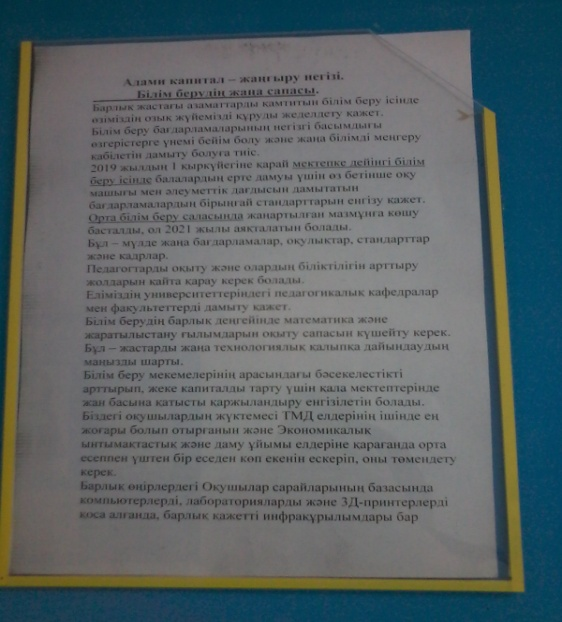 Адами капитал – жаңғыру негізі.
Білім берудің жаңа сапасы.
Барлық жастағы азаматтарды қамтитын білім беру ісінде
өзіміздің озық жүйемізді құруды жеделдету қажет.
Білім беру бағдарламаларының негізгі басымдығы
өзгерістерге үнемі бейім болу және жаңа білімді меңгеру
қабілетін дамыту болуға тиіс.
2019 жылдың 1 қыркүйегіне қарай мектепке дейінгі білім
беру ісінде балалардың ерте дамуы үшін өз бетінше оқу
машығы мен әлеуметтік дағдысын дамытатын
бағдарламалардың бірыңғай стандарттарын енгізу қажет.
Орта білім беру саласында жаңартылған мазмұнға көшу
басталды, ол 2021 жылы аяқталатын болады.
Бұл – мүлде жаңа бағдарламалар, оқулықтар, стандарттар
және кадрлар.
Педагогтарды оқыту және олардың біліктілігін арттыру
жолдарын қайта қарау керек болады.
Еліміздің университеттеріндегі педагогикалық кафедралар
мен факультеттерді дамыту қажет.
Білім берудің барлық деңгейінде математика және
жаратылыстану ғылымдарын оқыту сапасын күшейту керек.
Бұл – жастарды жаңа технологиялық қалыпқа дайындаудың
маңызды шарты.
Білім беру мекемелерінің арасындағы бәсекелестікті
арттырып, жеке капиталды тарту үшін қала мектептерінде
жан басына қатысты қаржыландыру енгізілетін болады.
Біздегі оқушылардың жүктемесі ТМД елдерінің ішінде ең
жоғары болып отырғанын және Экономикалық
ынтымақтастық және даму ұйымы елдеріне қарағанда орта
есеппен үштен бір еседен көп екенін ескеріп, оны төмендету
керек.
Барлық өңірлердегі Оқушылар сарайларының базасында
компьютерлерді, лабораторияларды және 3Д-принтерлерді
қоса алғанда, барлық қажетті инфрақұрылымдары бар